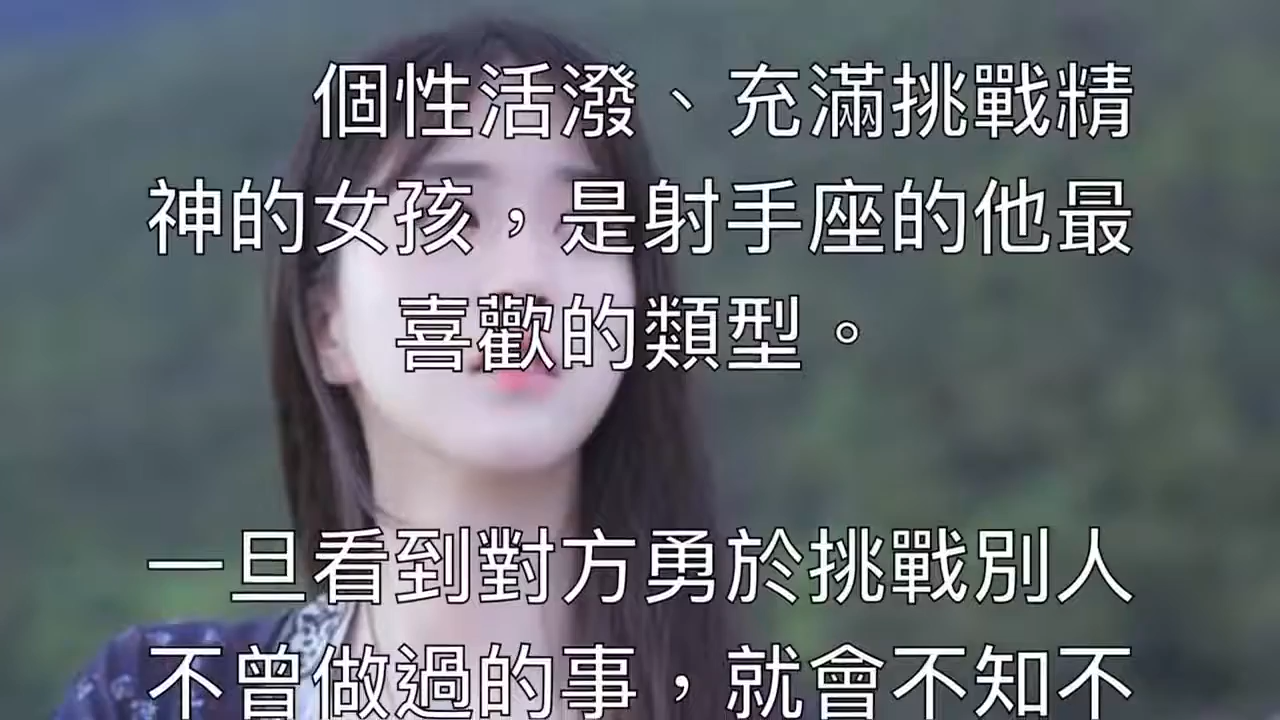 個性活潑、充滿挑戰精
神的女孩，是射手座的他最
喜歡的類型。
一旦看到對方勇於挑戰別人
不曾做過的事，就會不知不